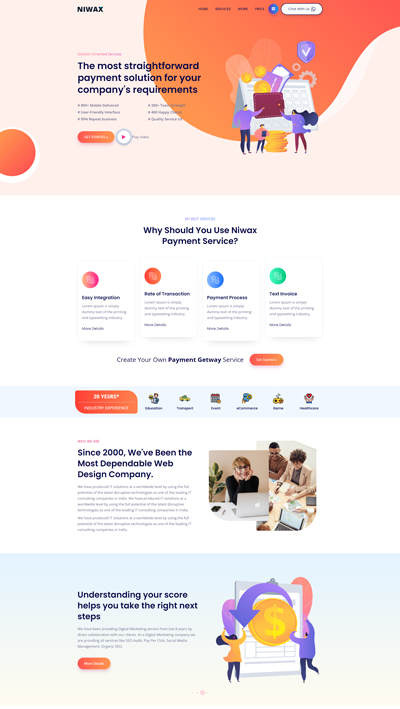 NIWAX
HOME SERVICES WORK PRICE Chat With Us
Solution Oriented Services
The most straightforward
payment solution for your
company's requirements
# 800+ Mobile Delivered # 200+ Team Strength
# User-Friendly Interface # 400 Happy Clients
# 95% Repeat business # Quality Service UX
GET STARTED Play Video
MY BEST SERVICES
Why Should You Use Niwax
Payment Service?
Easy Integration
Lorem Ipsum is simply
dummy text of the printing
and typesetting industry.
More Details
Rate of Transaction
Lorem Ipsum is simply
dummy text of the printing
and typesetting industry.
More Details
Payment Process
Lorem Ipsum is simply
dummy text of the printing
and typesetting industry.
More Details
Text Invoice
Lorem Ipsum is simply
dummy text of the printing
and typesetting industry.
More Details
Create Your Own Payment Getway Service
Get Started
20 YEARS*
INDUSTRY EXPERIENCE
Education Transport Event eCommerce Game Healthcare
WHO WE ARE
Since 2000, We've Been the
Most Dependable Web
Design Company.
We have produced IT solutions at a worldwide level by using the full
potential of the latest disruptive technologies as one of the leading IT
consulting companies in India. We have produced IT solutions at a
worldwide level by using the full potential of the latest disruptive
technologies as one of the leading IT consulting companies in India.
We have produced IT solutions at a worldwide level by using the full
potential of the latest disruptive technologies as one of the leading IT
consulting companies in India.
Understanding your score
helps you take the right next
steps
We have been providing Digital Marketing service from last 8 years by
direct collaboration with our clients. As a Digital Marketing company we
are providing all services like SEO Audit, Pay Per Click, Social Media
Management, Organic SEO.
More Details